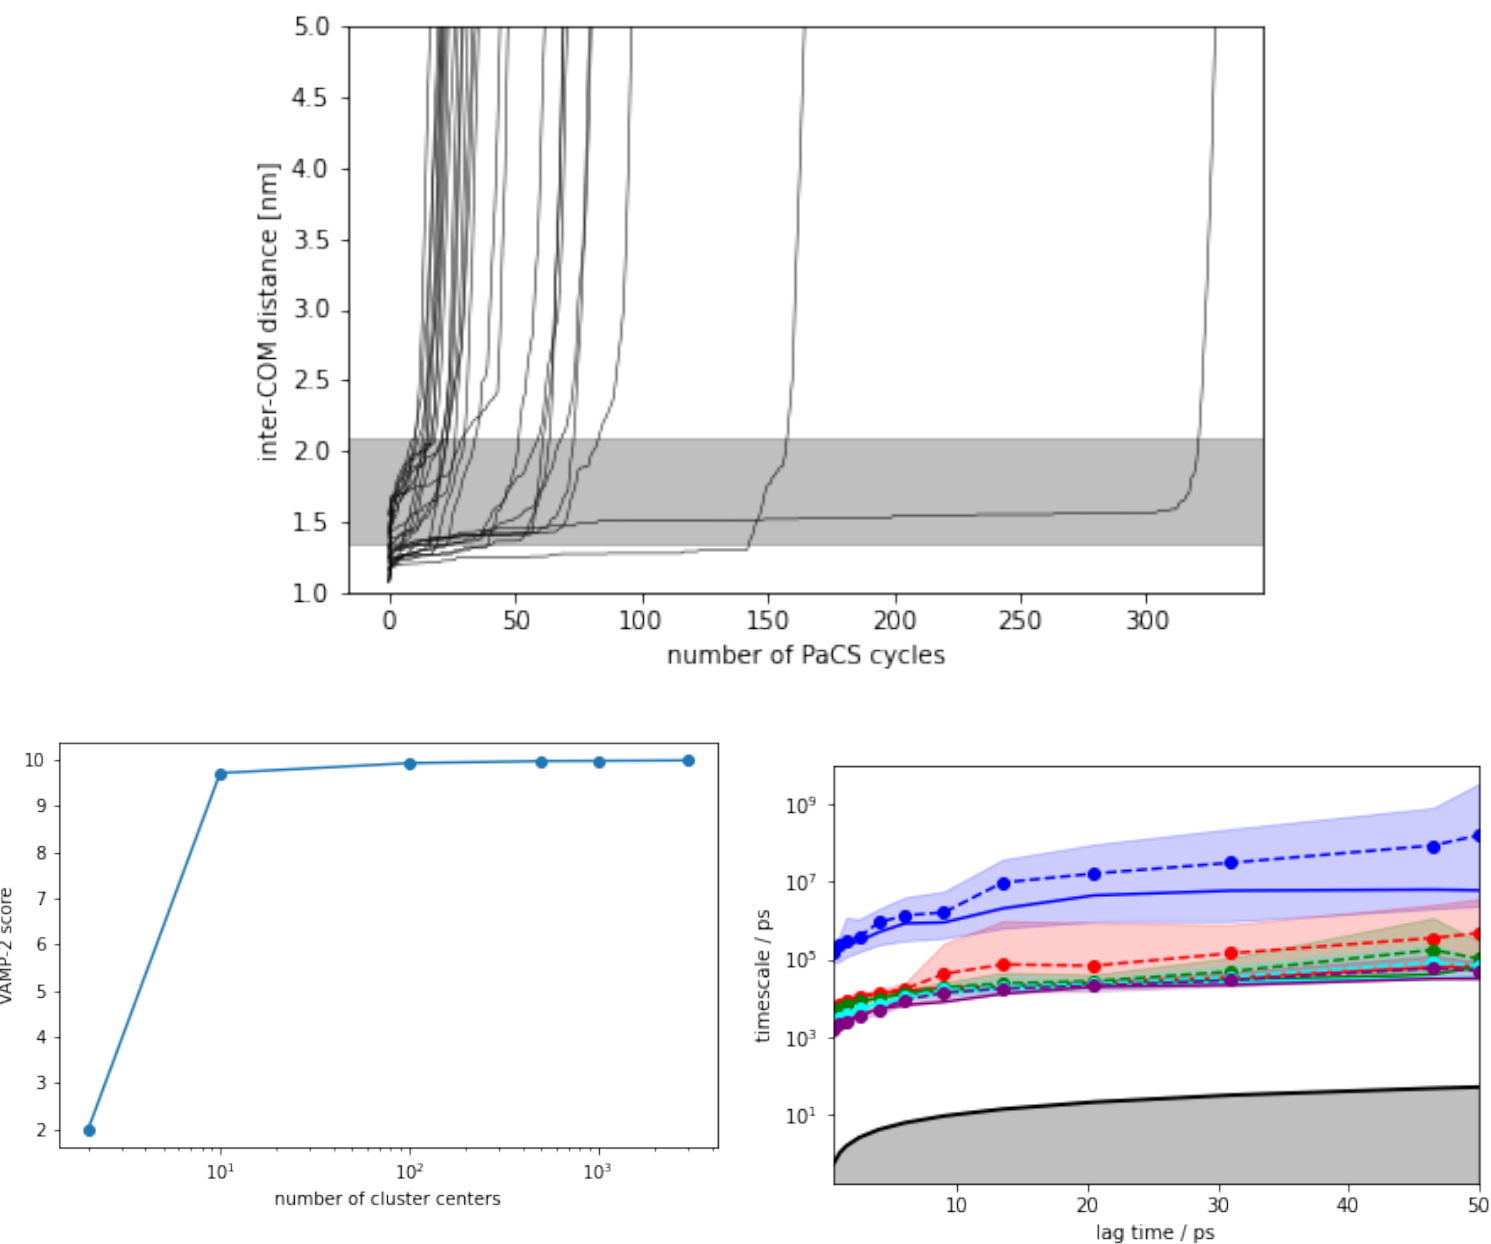 5.0
4.5
4.0
3.5
3.0
2.5
2.0
1.5
1.0
inter-COM distance [nm]
0 50 100 150 200 250 300
number of PaCS cycles
10
9
8
7
6
5
4
3
2
VAMP-2 score
10¹ 10² 10³
number of cluster centers
10⁹
10⁷
10⁵
10³
10¹
timescale / ps
10 20 30 40 50
lag time / ps